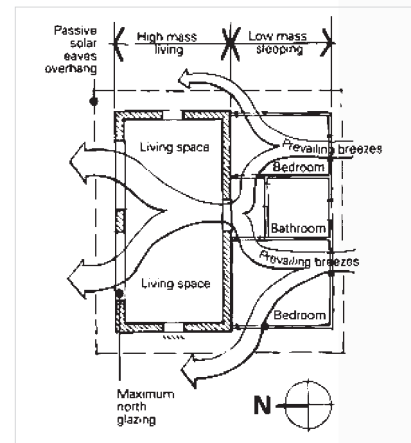 Passive
solar
eaves
overhang
High mass
living
Low mass
sleeping
Living space
Prevailing breezes
Bedroom
Bathroom
Prevailing breezes
Living space
Bedroom
Maximum
north
glazing
N